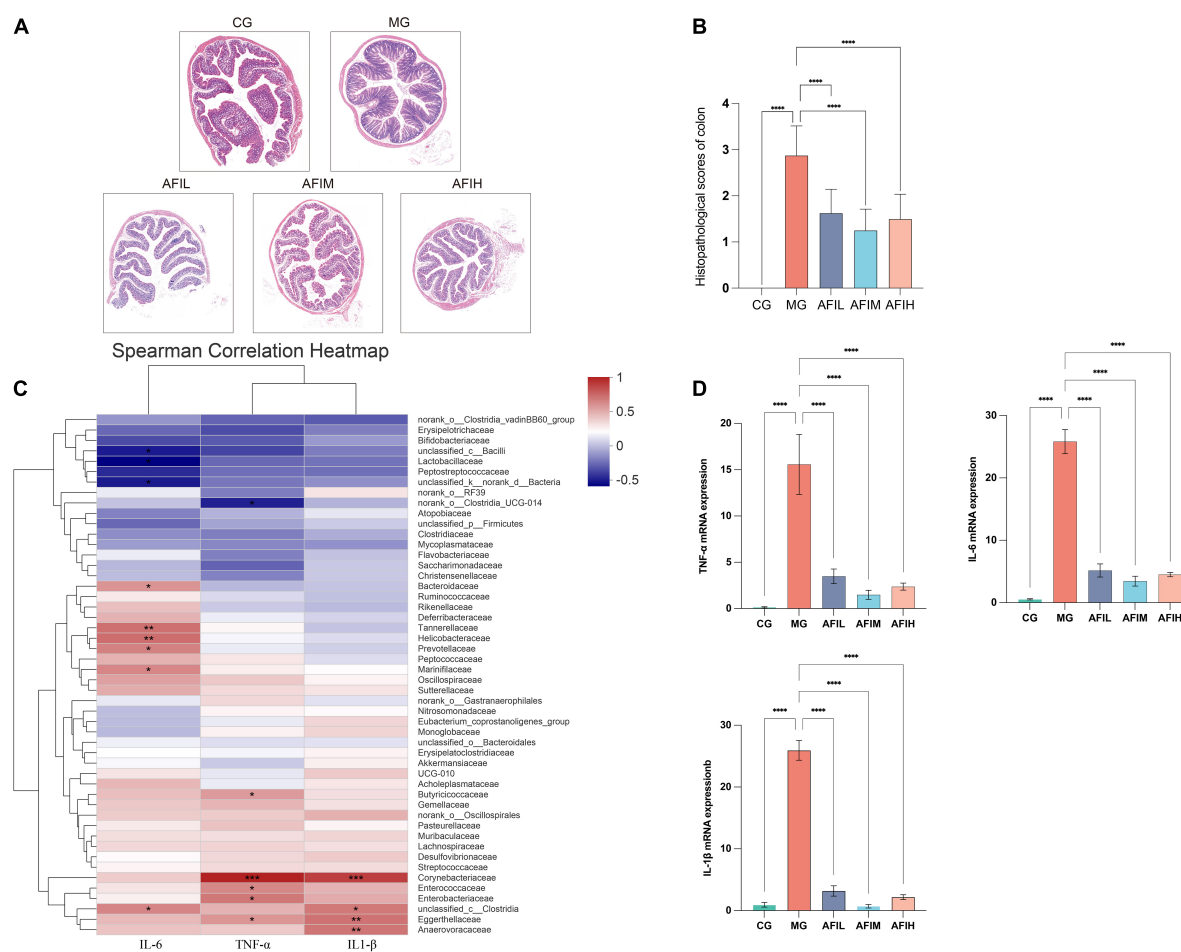 A
CG
MG
AFIL
AFIM
AFIH
B
Histopathological scores of colon
4
3
2
1
0
****
****
****
****
CG MG AFIL AFIM AFIH
Spearman Correlation Heatmap
C
1
0.5
0
-0.5
norank_o__Clostridia_vadinBB60_group
Erysipelotrichaceae
Bifidobacteriaceae
* unclassified_c__Bacilli
* Lactobacillaceae
Peptostreptococcaceae
* unclassified_k__norank_d__Bacteria
norank_o__RF39
* norank_o__Clostridia_UCG-014
Atopobiaceae
unclassified_p__Firmicutes
Clostridiaceae
Mycoplasmataceae
Flavobacteriaceae
Saccharimonadaceae
Christensenellaceae
* Bacteroidaceae
Ruminococcaceae
Rikenellaceae
Deferribacteraceae
** Tannerellaceae
** Helicobacteraceae
* Prevotellaceae
Peptococcaceae
* Marinifilaceae
Oscillospiraceae
Sutterellaceae
norank_o__Gastranaerophilales
Nitrosomonadaceae
Eubacterium_coprostanoligenes_group
Monoglobaceae
unclassified_o__Bacteroidales
Erysipelatoclostridiaceae
Akkermansiaceae
UCG-010
Acholeplasmataceae
* Butyricicoccaceae
Gemellaceae
norank_o__Oscillospirales
Pasteurellaceae
Muribaculaceae
Lachnospiraceae
Desulfovibrionaceae
Streptococcaceae
*** *** Corynebacteriaceae
* Enterococcaceae
* Enterobacteriaceae
* * unclassified_c__Clostridia
* ** Eggerthellaceae
** Anaerovoracaceae
IL-6 TNF-α IL1-β
D
TNF-α mRNA expression
20
15
10
5
0
****
****
**** ****
CG MG AFIL AFIM AFIH
IL-6 mRNA expression
30
20
10
0
****
****
**** ****
CG MG AFIL AFIM AFIH
IL-1β mRNA expressionb
30
20
10
0
****
****
**** ****
CG MG AFIL AFIM AFIH